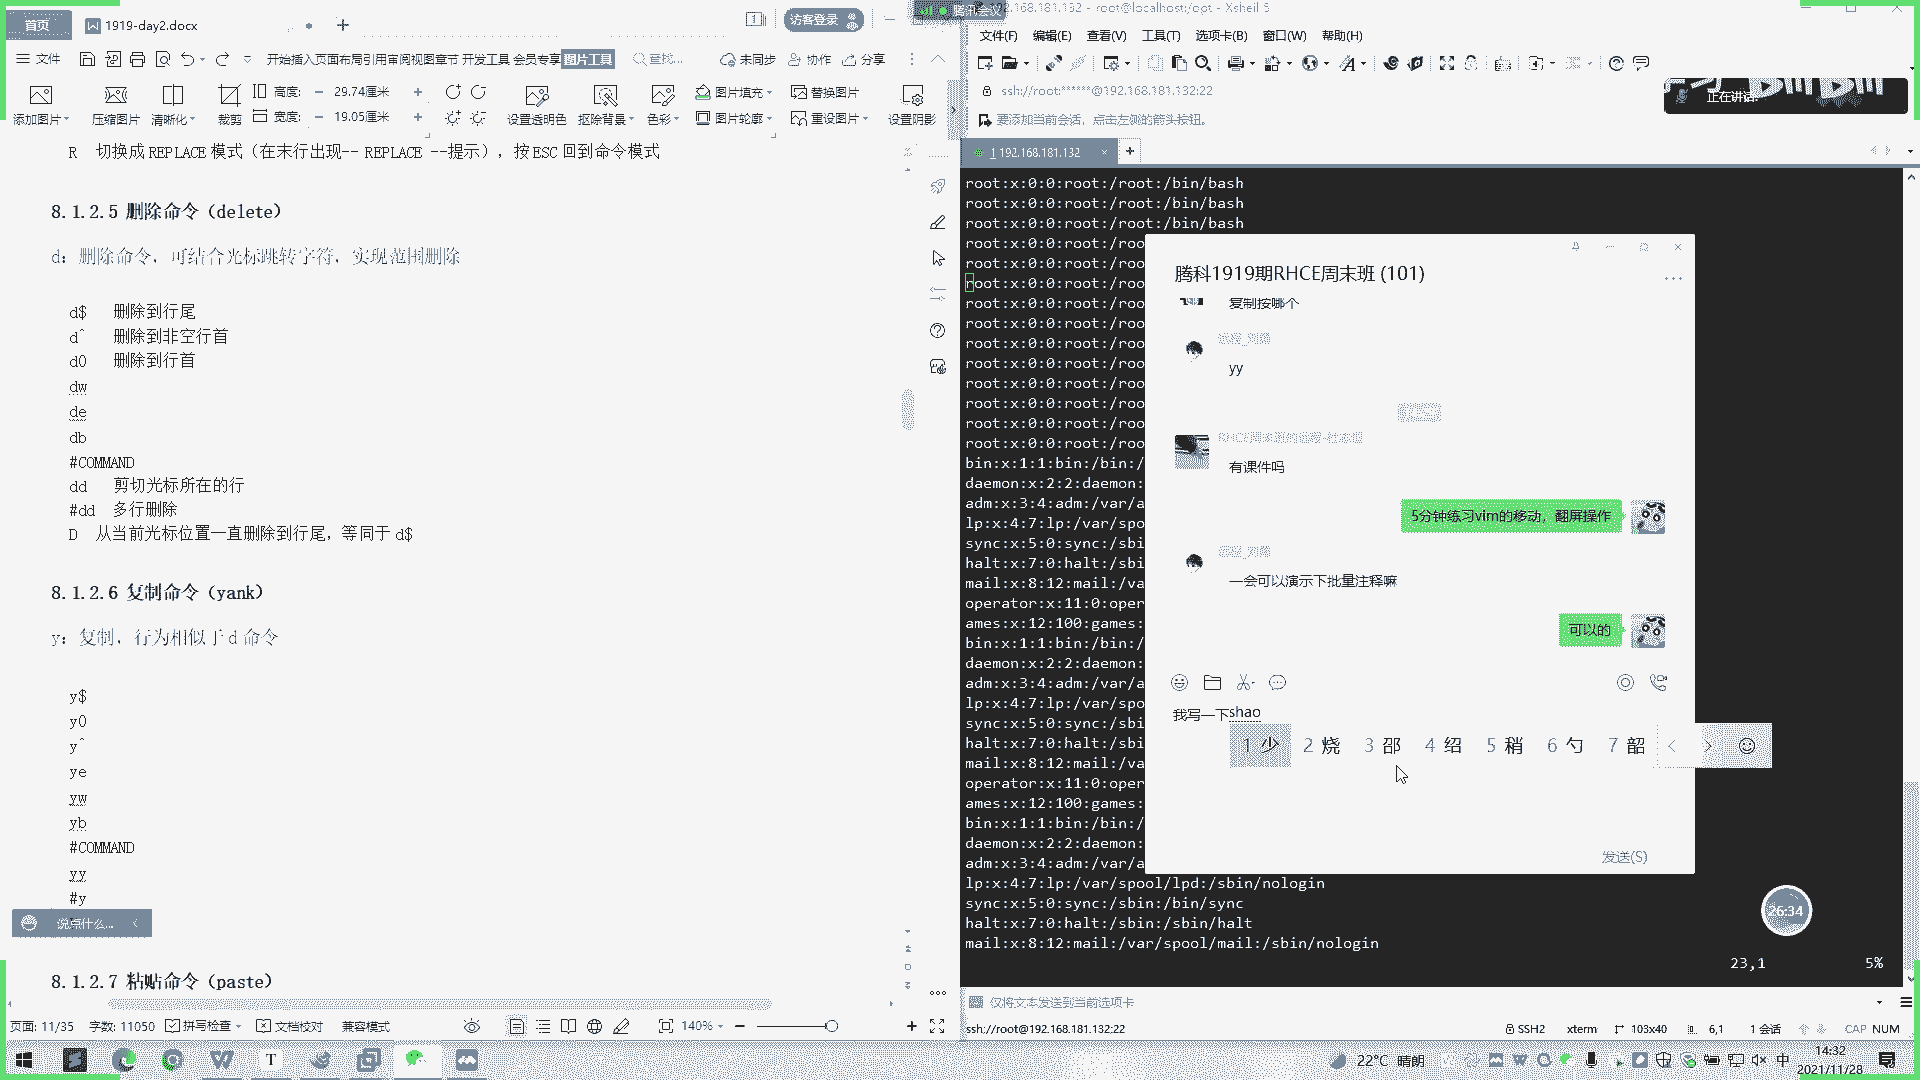 首页
1919-day2.docx
访客登录
腾讯会议
192.168.181.132 - root@localhost:/opt - Xshell 5
文件
开始 插入 页面布局 引用 审阅 视图 章节 开发工具 会员专享 图片工具
查找...
未同步
协作
分享
添加图片
压缩图片
清晰化
裁剪
高度:
29.74厘米
宽度:
19.05厘米
设置透明色
抠除背景
色彩
图片填充
图片轮廓
替换图片
重设图片
设置阴影
R 切换成REPLACE模式（在末行出现-- REPLACE --提示），按ESC回到命令模式
8.1.2.5 删除命令（delete）
d：删除命令，可结合光标跳转字符，实现范围删除
d$ 删除到行尾
d^ 删除到非空行首
d0 删除到行首
dw
de
db
#COMMAND
dd 剪切光标所在的行
#dd 多行删除
D 从当前光标位置一直删除到行尾，等同于d$
8.1.2.6 复制命令（yank）
y：复制，行为相似于d命令
y$
y0
y^
ye
yw
yb
#COMMAND
yy
#y
说点什么...
8.1.2.7 粘贴命令（paste）
页面: 11/35
字数: 11050
拼写检查
文档校对
兼容模式
140%
文件(F) 编辑(E) 查看(V) 工具(T) 选项卡(B) 窗口(W) 帮助(H)
ssh://root:******@192.168.181.132:22
要添加当前会话，点击左侧的箭头按钮。
正在讲话:
1 192.168.181.132
root:x:0:0:root:/root:/bin/bash
root:x:0:0:root:/root:/bin/bash
root:x:0:0:root:/root:/bin/bash
root:x:0:0:root:/roo
root:x:0:0:root:/roo
root:x:0:0:root:/roo
root:x:0:0:root:/roo
root:x:0:0:root:/roo
root:x:0:0:root:/roo
root:x:0:0:root:/roo
root:x:0:0:root:/roo
root:x:0:0:root:/roo
root:x:0:0:root:/roo
root:x:0:0:root:/roo
bin:x:1:1:bin:/bin:/
daemon:x:2:2:daemon:
adm:x:3:4:adm:/var/a
lp:x:4:7:lp:/var/spo
sync:x:5:0:sync:/sbi
halt:x:7:0:halt:/sbi
mail:x:8:12:mail:/va
operator:x:11:0:oper
ames:x:12:100:games:
bin:x:1:1:bin:/bin:/
daemon:x:2:2:daemon:
adm:x:3:4:adm:/var/a
lp:x:4:7:lp:/var/spo
sync:x:5:0:sync:/sbi
halt:x:7:0:halt:/sbi
mail:x:8:12:mail:/va
operator:x:11:0:oper
ames:x:12:100:games:
bin:x:1:1:bin:/bin:/
daemon:x:2:2:daemon:
adm:x:3:4:adm:/var/a
lp:x:4:7:lp:/var/spool/lpd:/sbin/nologin
sync:x:5:0:sync:/sbin:/bin/sync
halt:x:7:0:halt:/sbin:/sbin/halt
mail:x:8:12:mail:/var/spool/mail:/sbin/nologin
23,1
5%
腾科1919期RHCE周末班 (101)
复制按哪个
yy
有课件吗
5分钟练习vim的移动，翻屏操作
一会可以演示下批量注释嘛
可以的
我写一下shao
1 少 2 烧 3 邵 4 绍 5 稍 6 勺 7 韶
发送(S)
26:34
仅将文本发送到当前选项卡
ssh://root@192.168.181.132:22
SSH2
xterm
103x40
6,1
1 会话
CAP NUM
22°C 晴朗
中
14:32
2021/11/28